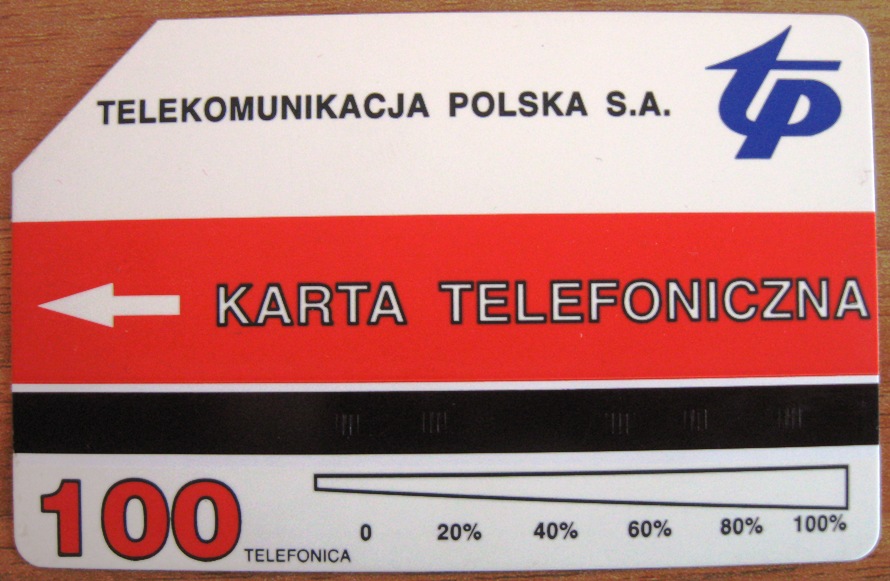 TELEKOMUNIKACJA POLSKA S.A.
tp
KARTA TELEFONICZNA
100 TELEFONICA
0 20% 40% 60% 80% 100%